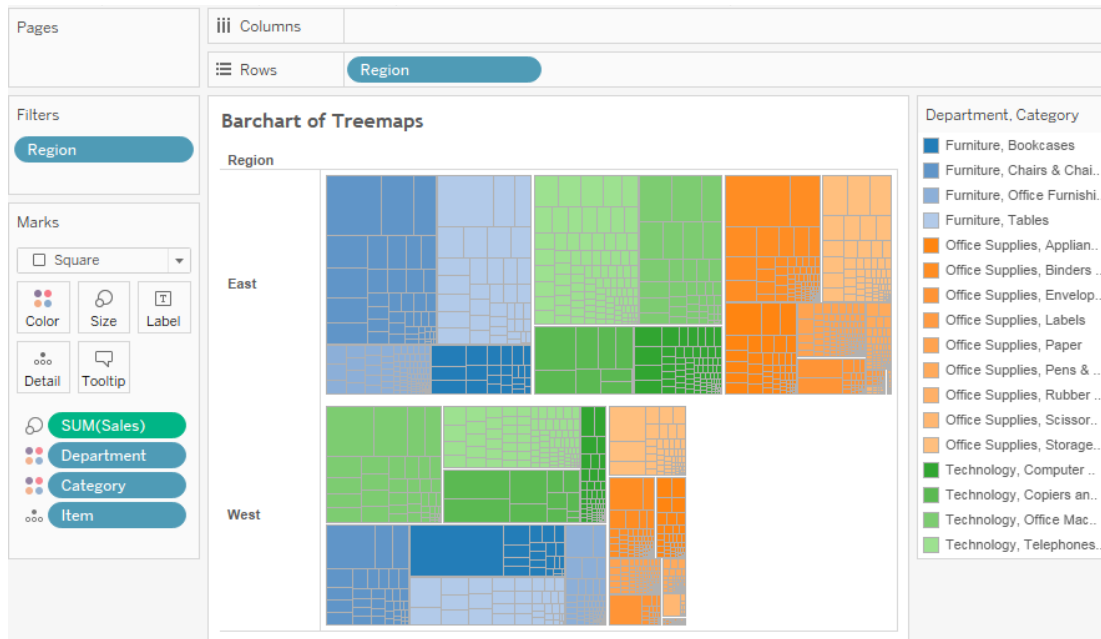 Pages
Columns
Rows
Region
Filters
Region
Marks
Square
Color
Size
Label
Detail
Tooltip
SUM(Sales)
Department
Category
Item
Barchart of Treemaps
Region
East
West
Department, Category
Furniture, Bookcases
Furniture, Chairs & Chai..
Furniture, Office Furnishi..
Furniture, Tables
Office Supplies, Applian..
Office Supplies, Binders ..
Office Supplies, Envelop..
Office Supplies, Labels
Office Supplies, Paper
Office Supplies, Pens & ..
Office Supplies, Rubber ..
Office Supplies, Scissor..
Office Supplies, Storage..
Technology, Computer ..
Technology, Copiers an..
Technology, Office Mac..
Technology, Telephones..